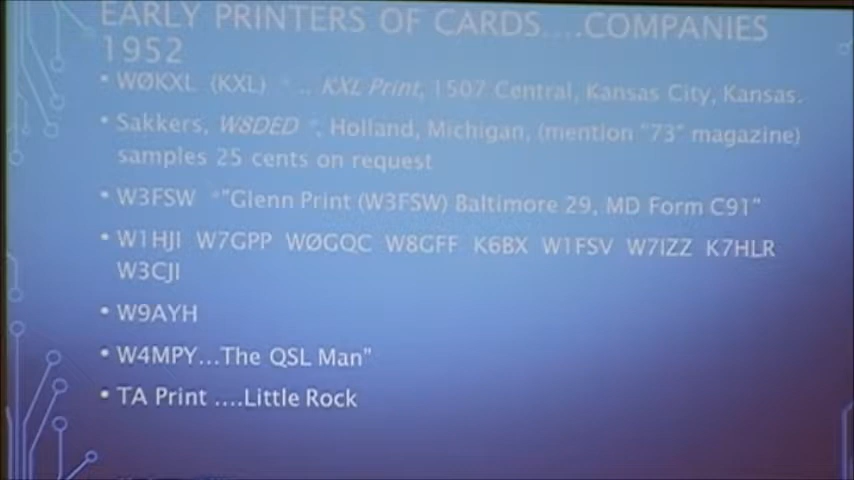 EARLY PRINTERS OF CARDS....COMPANIES
1952
• WØKXL (KXL) " .. KXL Print, 1507 Central, Kansas City, Kansas.
• Sakkers, W8DED ". Holland, Michigan, (mention "73" magazine)
samples 25 cents on request
• W3FSW "“Glenn Print (W3FSW) Baltimore 29, MD Form C91”
• W1HJI W7GPP WØGQC W8GFF K6BX W1FSV W7IZZ K7HLR
W3CJI
• W9AYH
• W4MPY...The QSL Man”
• TA Print ....Little Rock